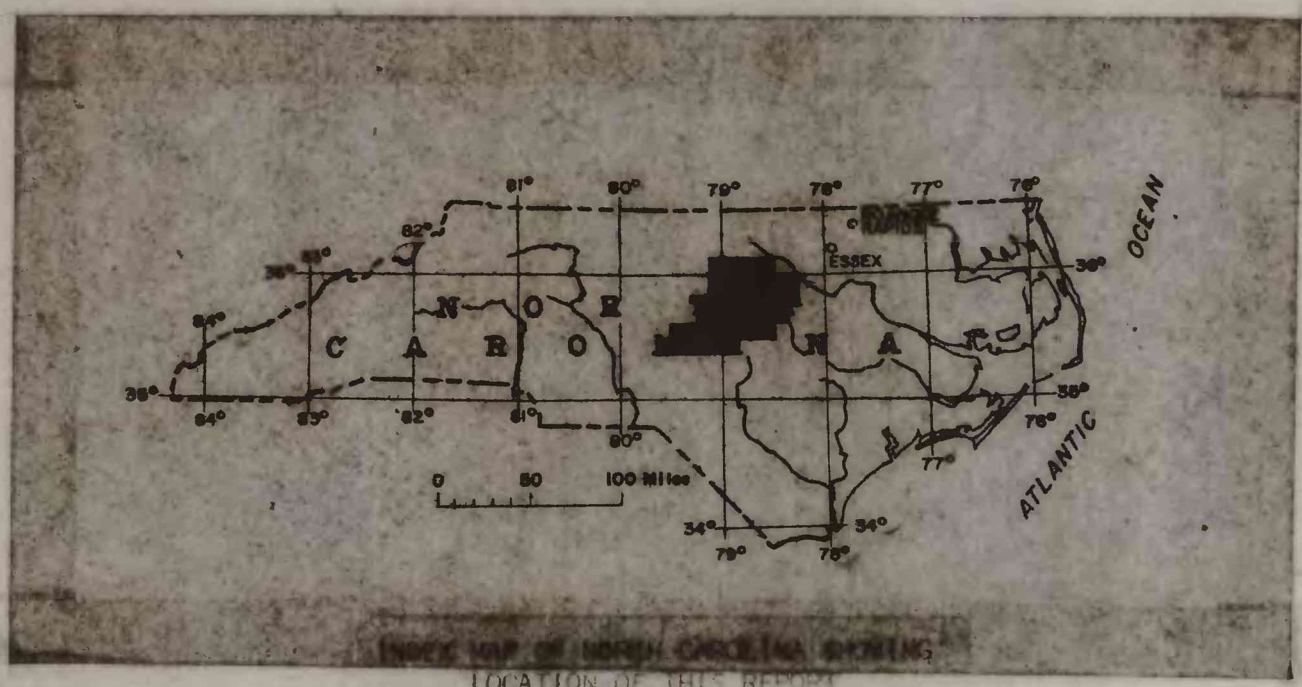 81° 80° 79° 78° 77° 76°
82°
OCEAN
ESSEX
36° 83° 36°
N O R
84°
C A R O N A
35° 35°
84° 83° 82° 81° 80° 77° 76°
ATLANTIC
0 50 100 Miles
34° 34°
79° 78°
INDEX MAP OF NORTH CAROLINA SHOWING
LOCATION OF THIS REPORT